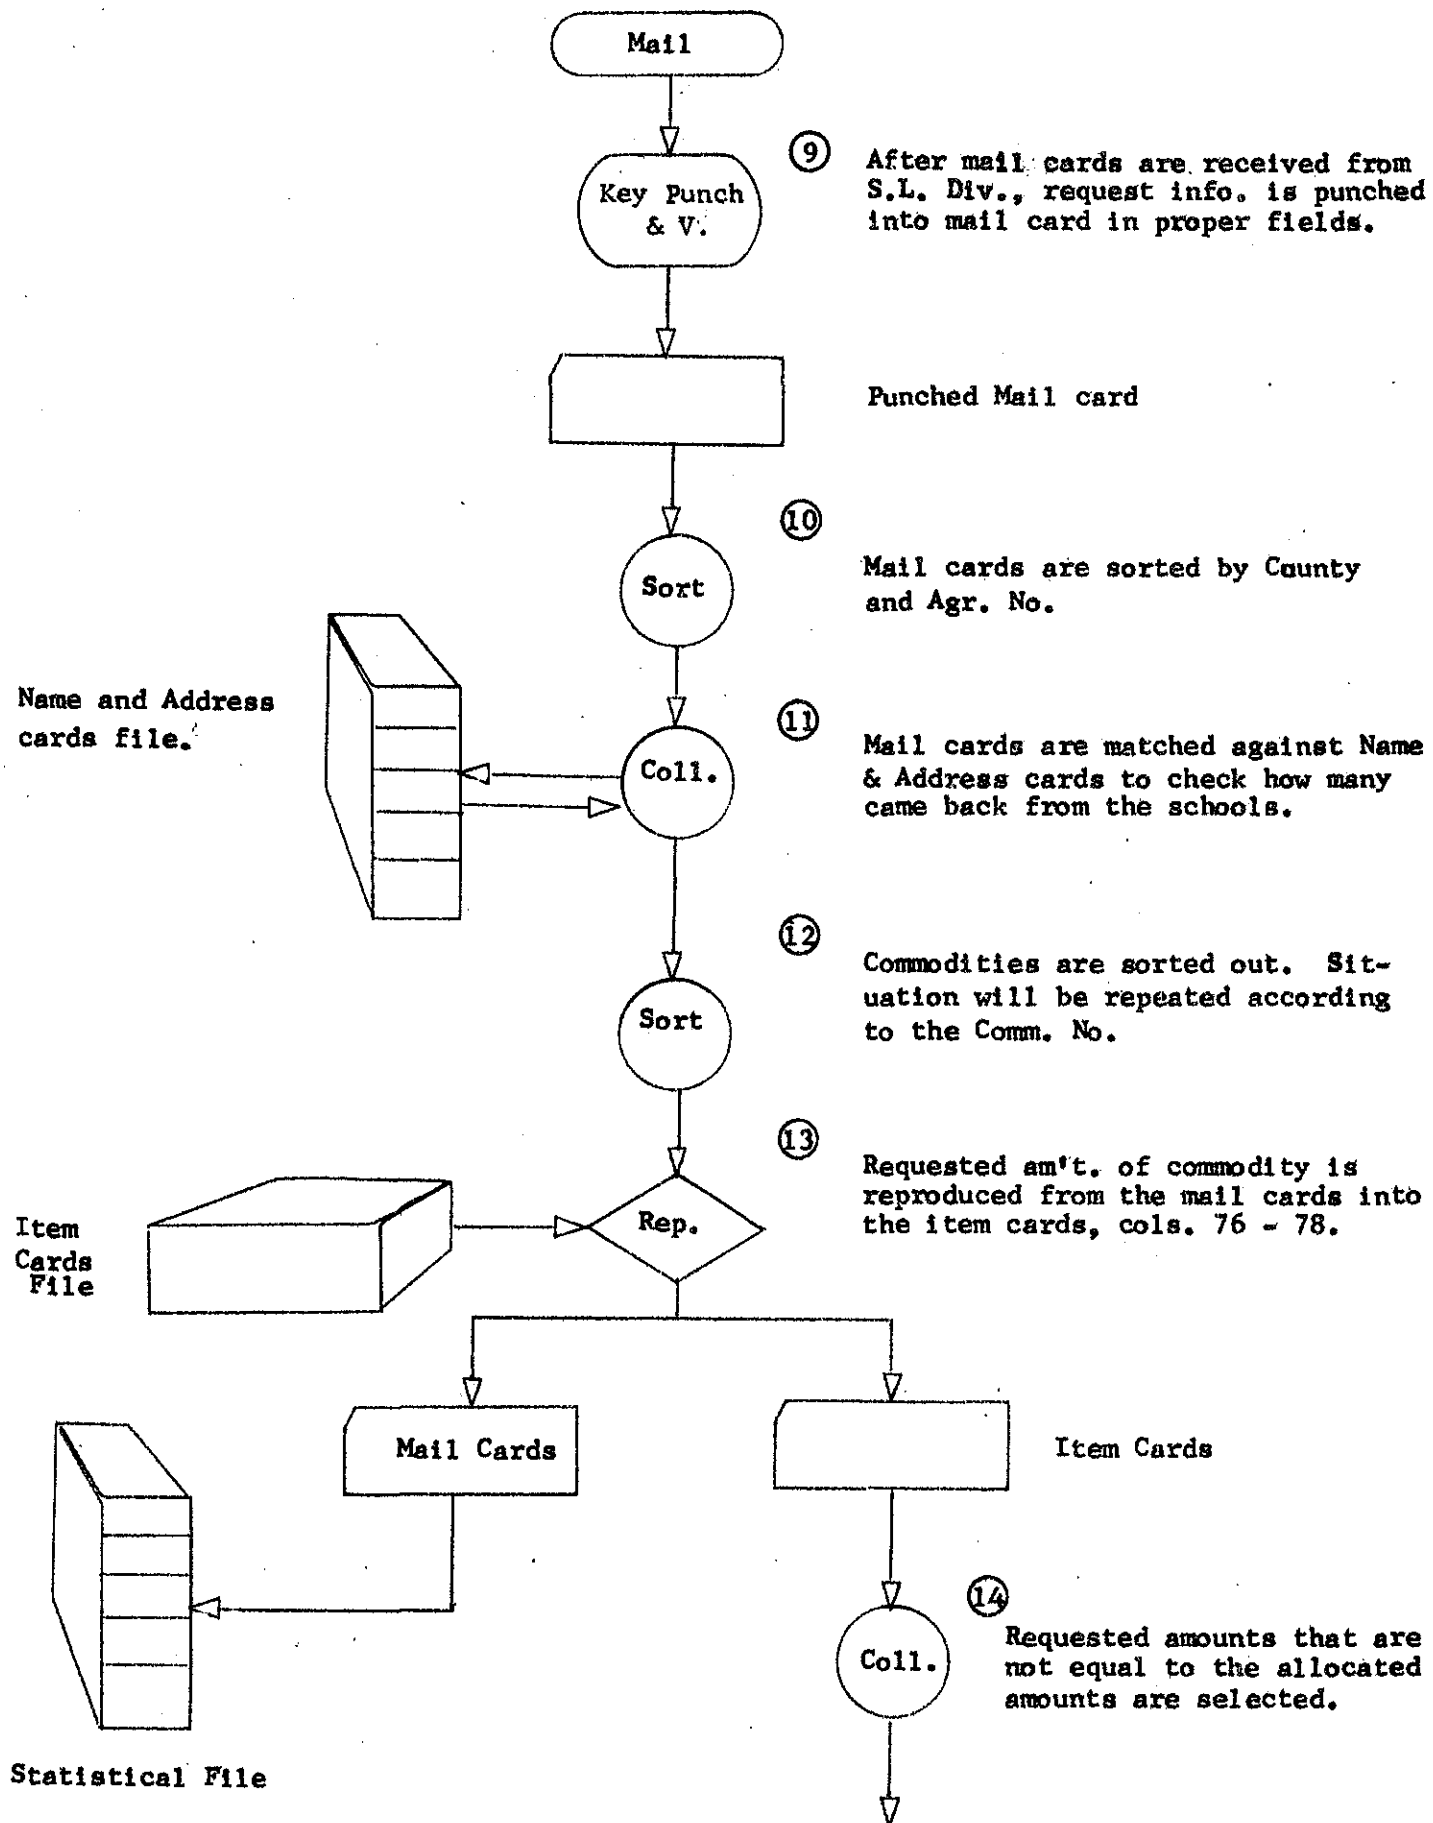 Mail
9
After mail cards are received from
S.L. Div., request info. is punched
into mail card in proper fields.
Key Punch
& V.
Punched Mail card
10
Mail cards are sorted by County
and Agr. No.
Sort
Name and Address
cards file.
11
Mail cards are matched against Name
& Address cards to check how many
came back from the schools.
Coll.
12
Commodities are sorted out. Sit-
uation will be repeated according
to the Comm. No.
Sort
13
Requested am't. of commodity is
reproduced from the mail cards into
the item cards, cols. 76 - 78.
Rep.
Item
Cards
File
Mail Cards
Item Cards
14
Requested amounts that are
not equal to the allocated
amounts are selected.
Coll.
Statistical File